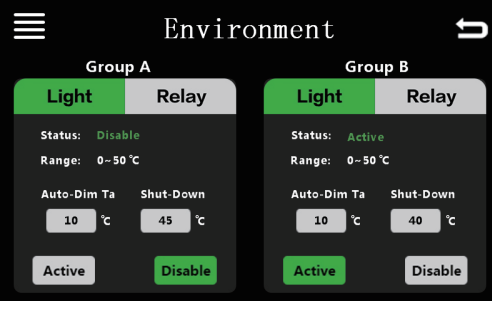 Environment
Group A
Light Relay
Status: Disable
Range: 0~50℃
Auto-Dim Ta Shut-Down
10 ℃ 45 ℃
Active Disable
Group B
Light Relay
Status: Active
Range: 0~50℃
Auto-Dim Ta Shut-Down
10 ℃ 40 ℃
Active Disable